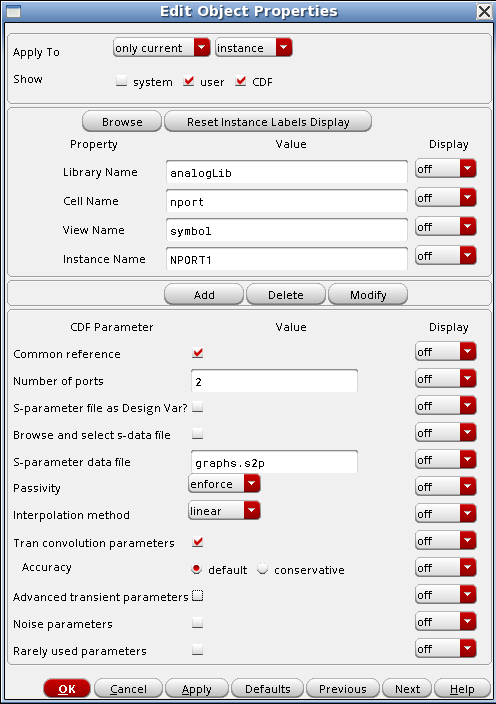 Edit Object Properties
Apply To only current instance
Show system user CDF
Browse Reset Instance Labels Display
Property Value Display
Library Name analogLib off
Cell Name nport off
View Name symbol off
Instance Name NPORT1 off
Add Delete Modify
CDF Parameter Value Display
Common reference off
Number of ports 2 off
S-parameter file as Design Var? off
Browse and select s-data file off
S-parameter data file graphs.s2p off
Passivity enforce off
Interpolation method linear off
Tran convolution parameters off
Accuracy default conservative off
Advanced transient parameters off
Noise parameters off
Rarely used parameters off
OK Cancel Apply Defaults Previous Next Help